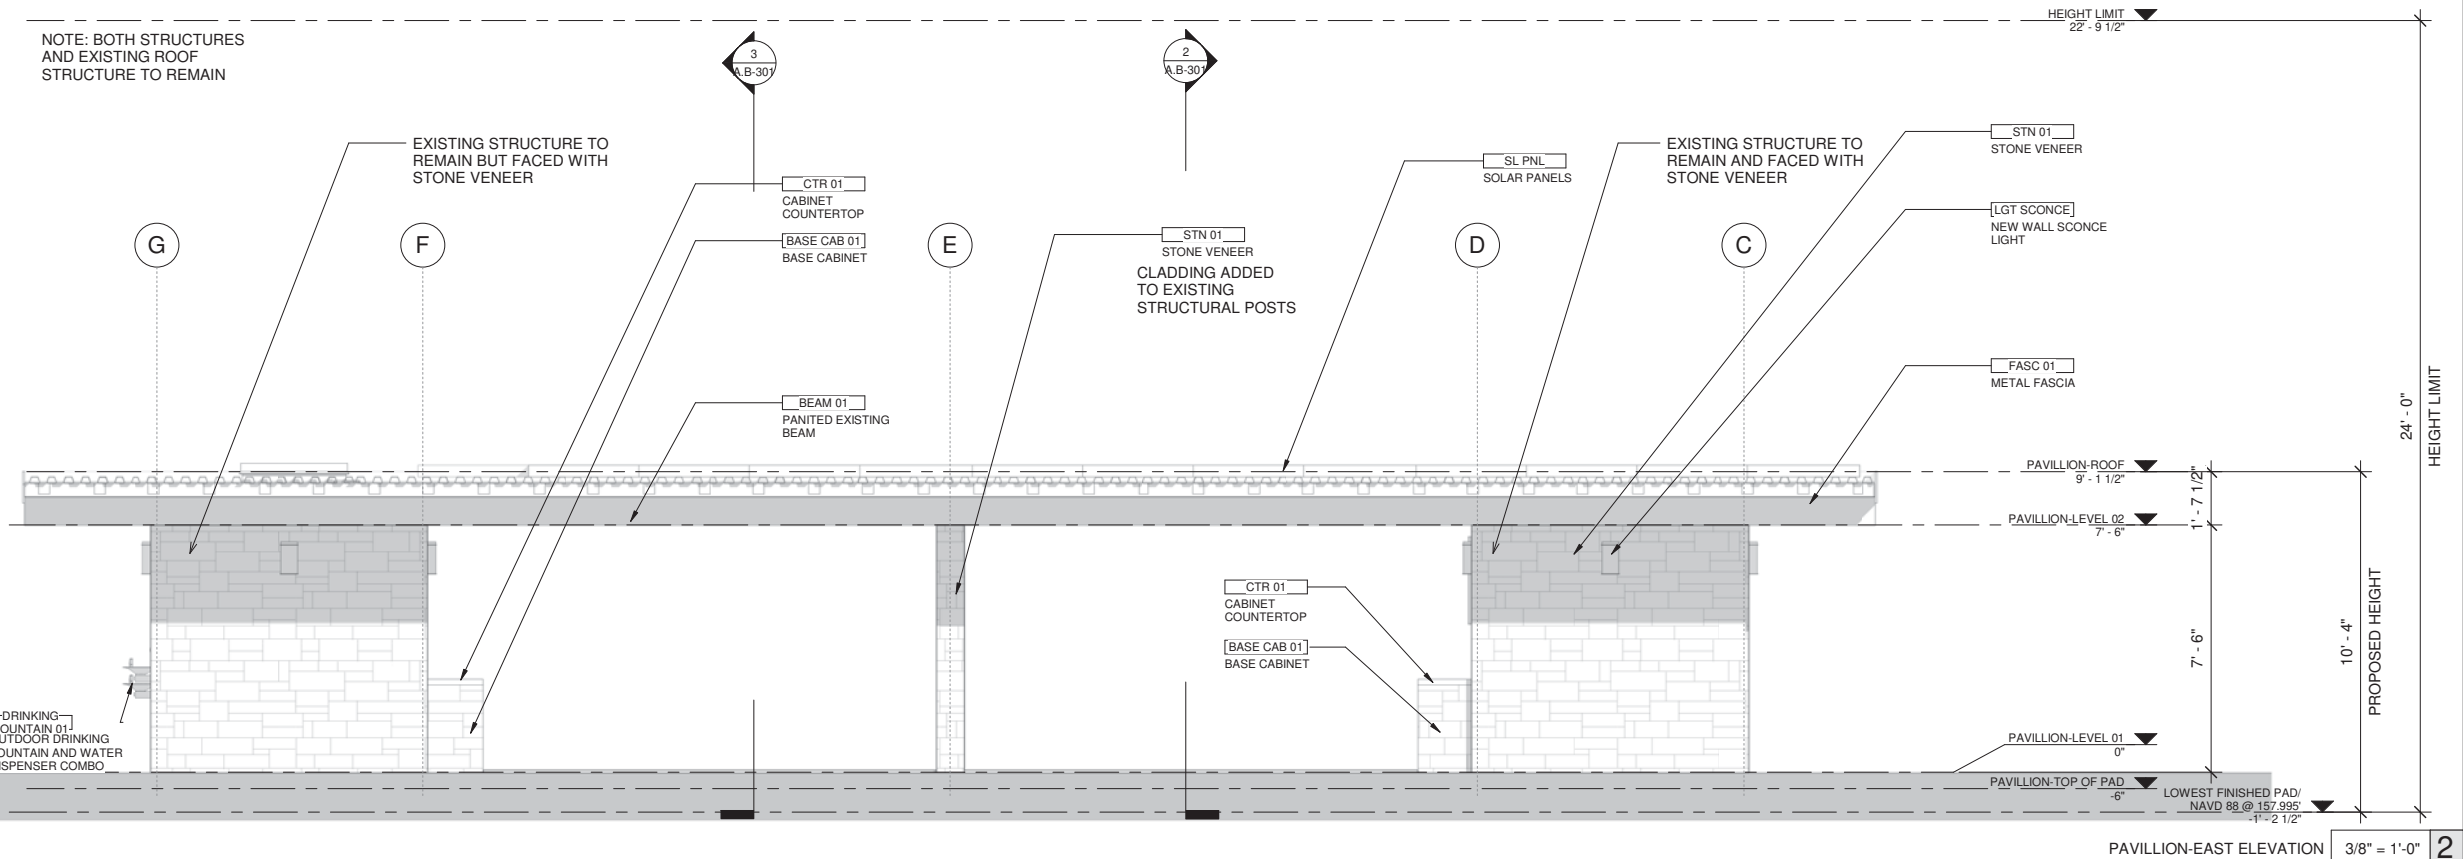 HEIGHT LIMIT
22' - 9 1/2"
NOTE: BOTH STRUCTURES
AND EXISTING ROOF
STRUCTURE TO REMAIN
3
A.B-301
2
A.B-301
EXISTING STRUCTURE TO
REMAIN BUT FACED WITH
STONE VENEER
CTR 01
CABINET
COUNTERTOP
BASE CAB 01
BASE CABINET
STN 01
STONE VENEER
CLADDING ADDED
TO EXISTING
STRUCTURAL POSTS
SL PNL
SOLAR PANELS
EXISTING STRUCTURE TO
REMAIN AND FACED WITH
STONE VENEER
STN 01
STONE VENEER
LGT SCONCE
NEW WALL SCONCE
LIGHT
G
F
E
D
C
BEAM 01
PANITED EXISTING
BEAM
FASC 01
METAL FASCIA
24' - 0"
HEIGHT LIMIT
PAVILLION-ROOF
9' - 1 1/2"
1' - 7 1/2"
PAVILLION-LEVEL 02
7' - 6"
CTR 01
CABINET
COUNTERTOP
BASE CAB 01
BASE CABINET
7' - 6"
10' - 4"
PROPOSED HEIGHT
DRINKING
OUNTAIN 01
UTDOOR DRINKING
OUNTAIN AND WATER
ISPENSER COMBO
PAVILLION-LEVEL 01
0"
PAVILLION-TOP OF PAD
-6"
LOWEST FINISHED PAD/
NAVD 88 @ 157.995'
-1' - 2 1/2"
PAVILLION-EAST ELEVATION
3/8" = 1'-0"
2